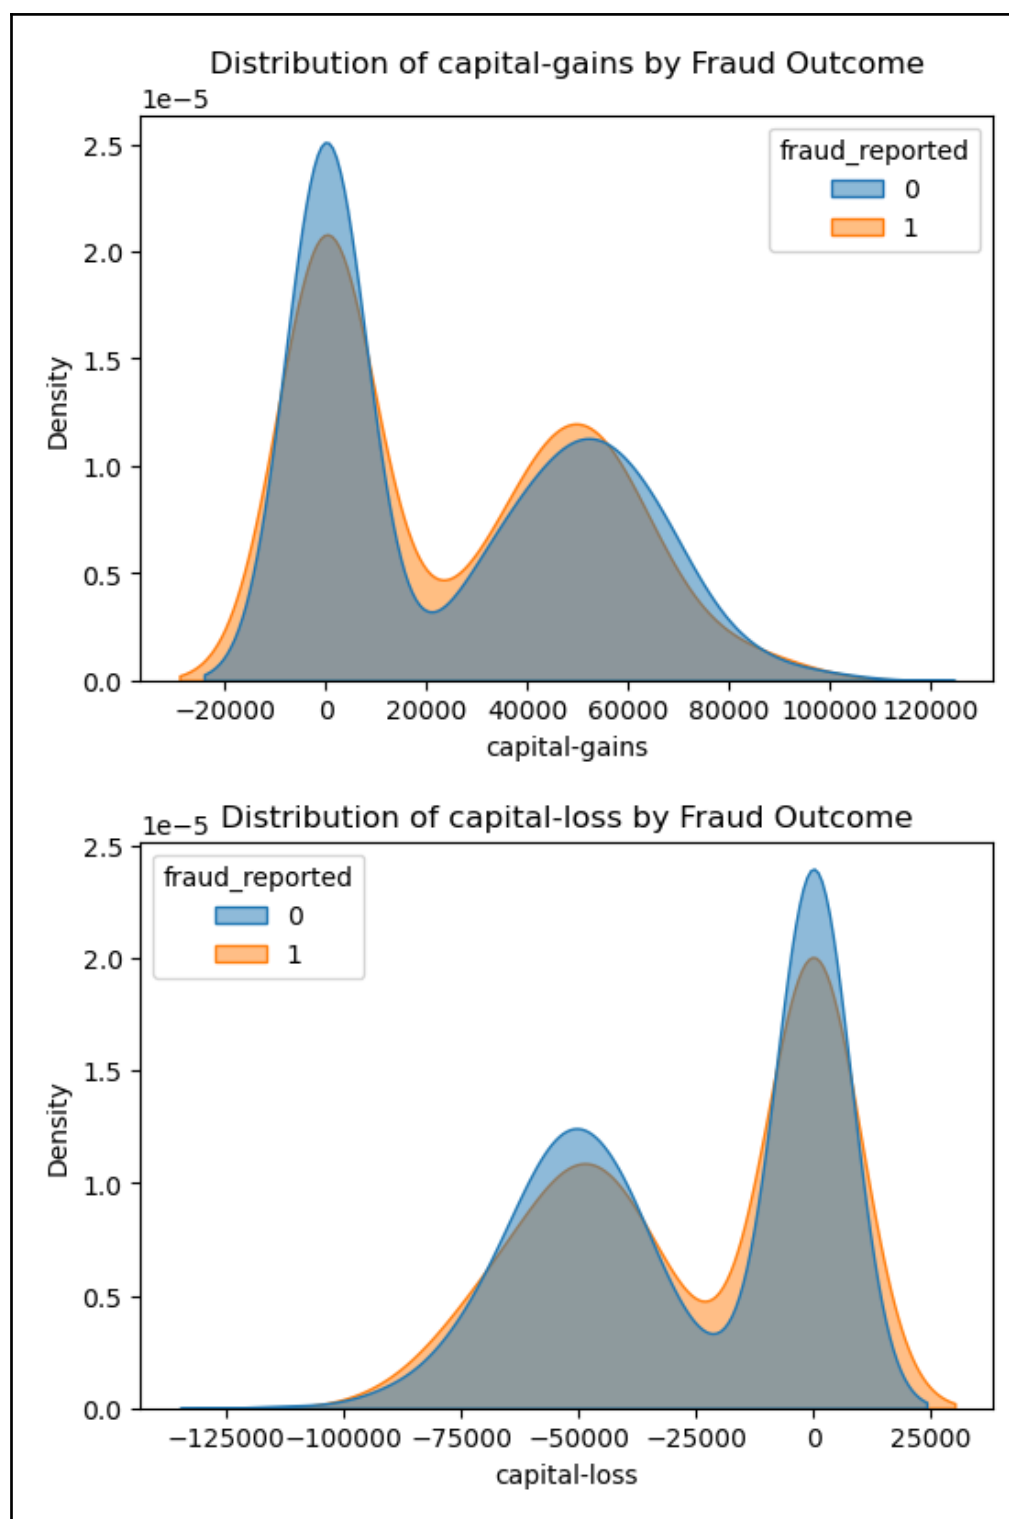 Distribution of capital-gains by Fraud Outcome
1e−5
fraud_reported
0
1
2.5
2.0
1.5
1.0
0.5
0.0
Density
−20000 0 20000 40000 60000 80000 100000 120000
capital-gains
Distribution of capital-loss by Fraud Outcome
1e−5
fraud_reported
0
1
2.5
2.0
1.5
1.0
0.5
0.0
Density
−125000 −100000 −75000 −50000 −25000 0 25000
capital-loss